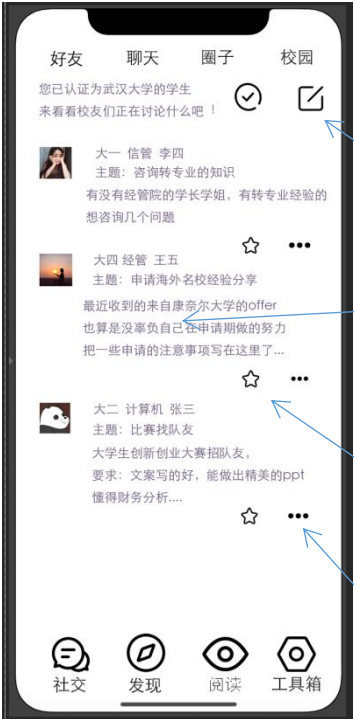 好友 聊天 圈子 校园
您已认证为武汉大学的学生
来看看校友们正在讨论什么吧 !
大一 信管 李四
主题：咨询转专业的知识
有没有经管院的学长学姐，有转专业经验的
想咨询几个问题
大四 经管 王五
主题：申请海外名校经验分享
最近收到的来自康奈尔大学的offer
也算是没辜负自己在申请期做的努力
把一些申请的注意事项写在这里了...
大二 计算机 张三
主题：比赛找队友
大学生创新创业大赛招队友，
要求：文案写的好，能做出精美的ppt
懂得财务分析....
社交 发现 阅读 工具箱